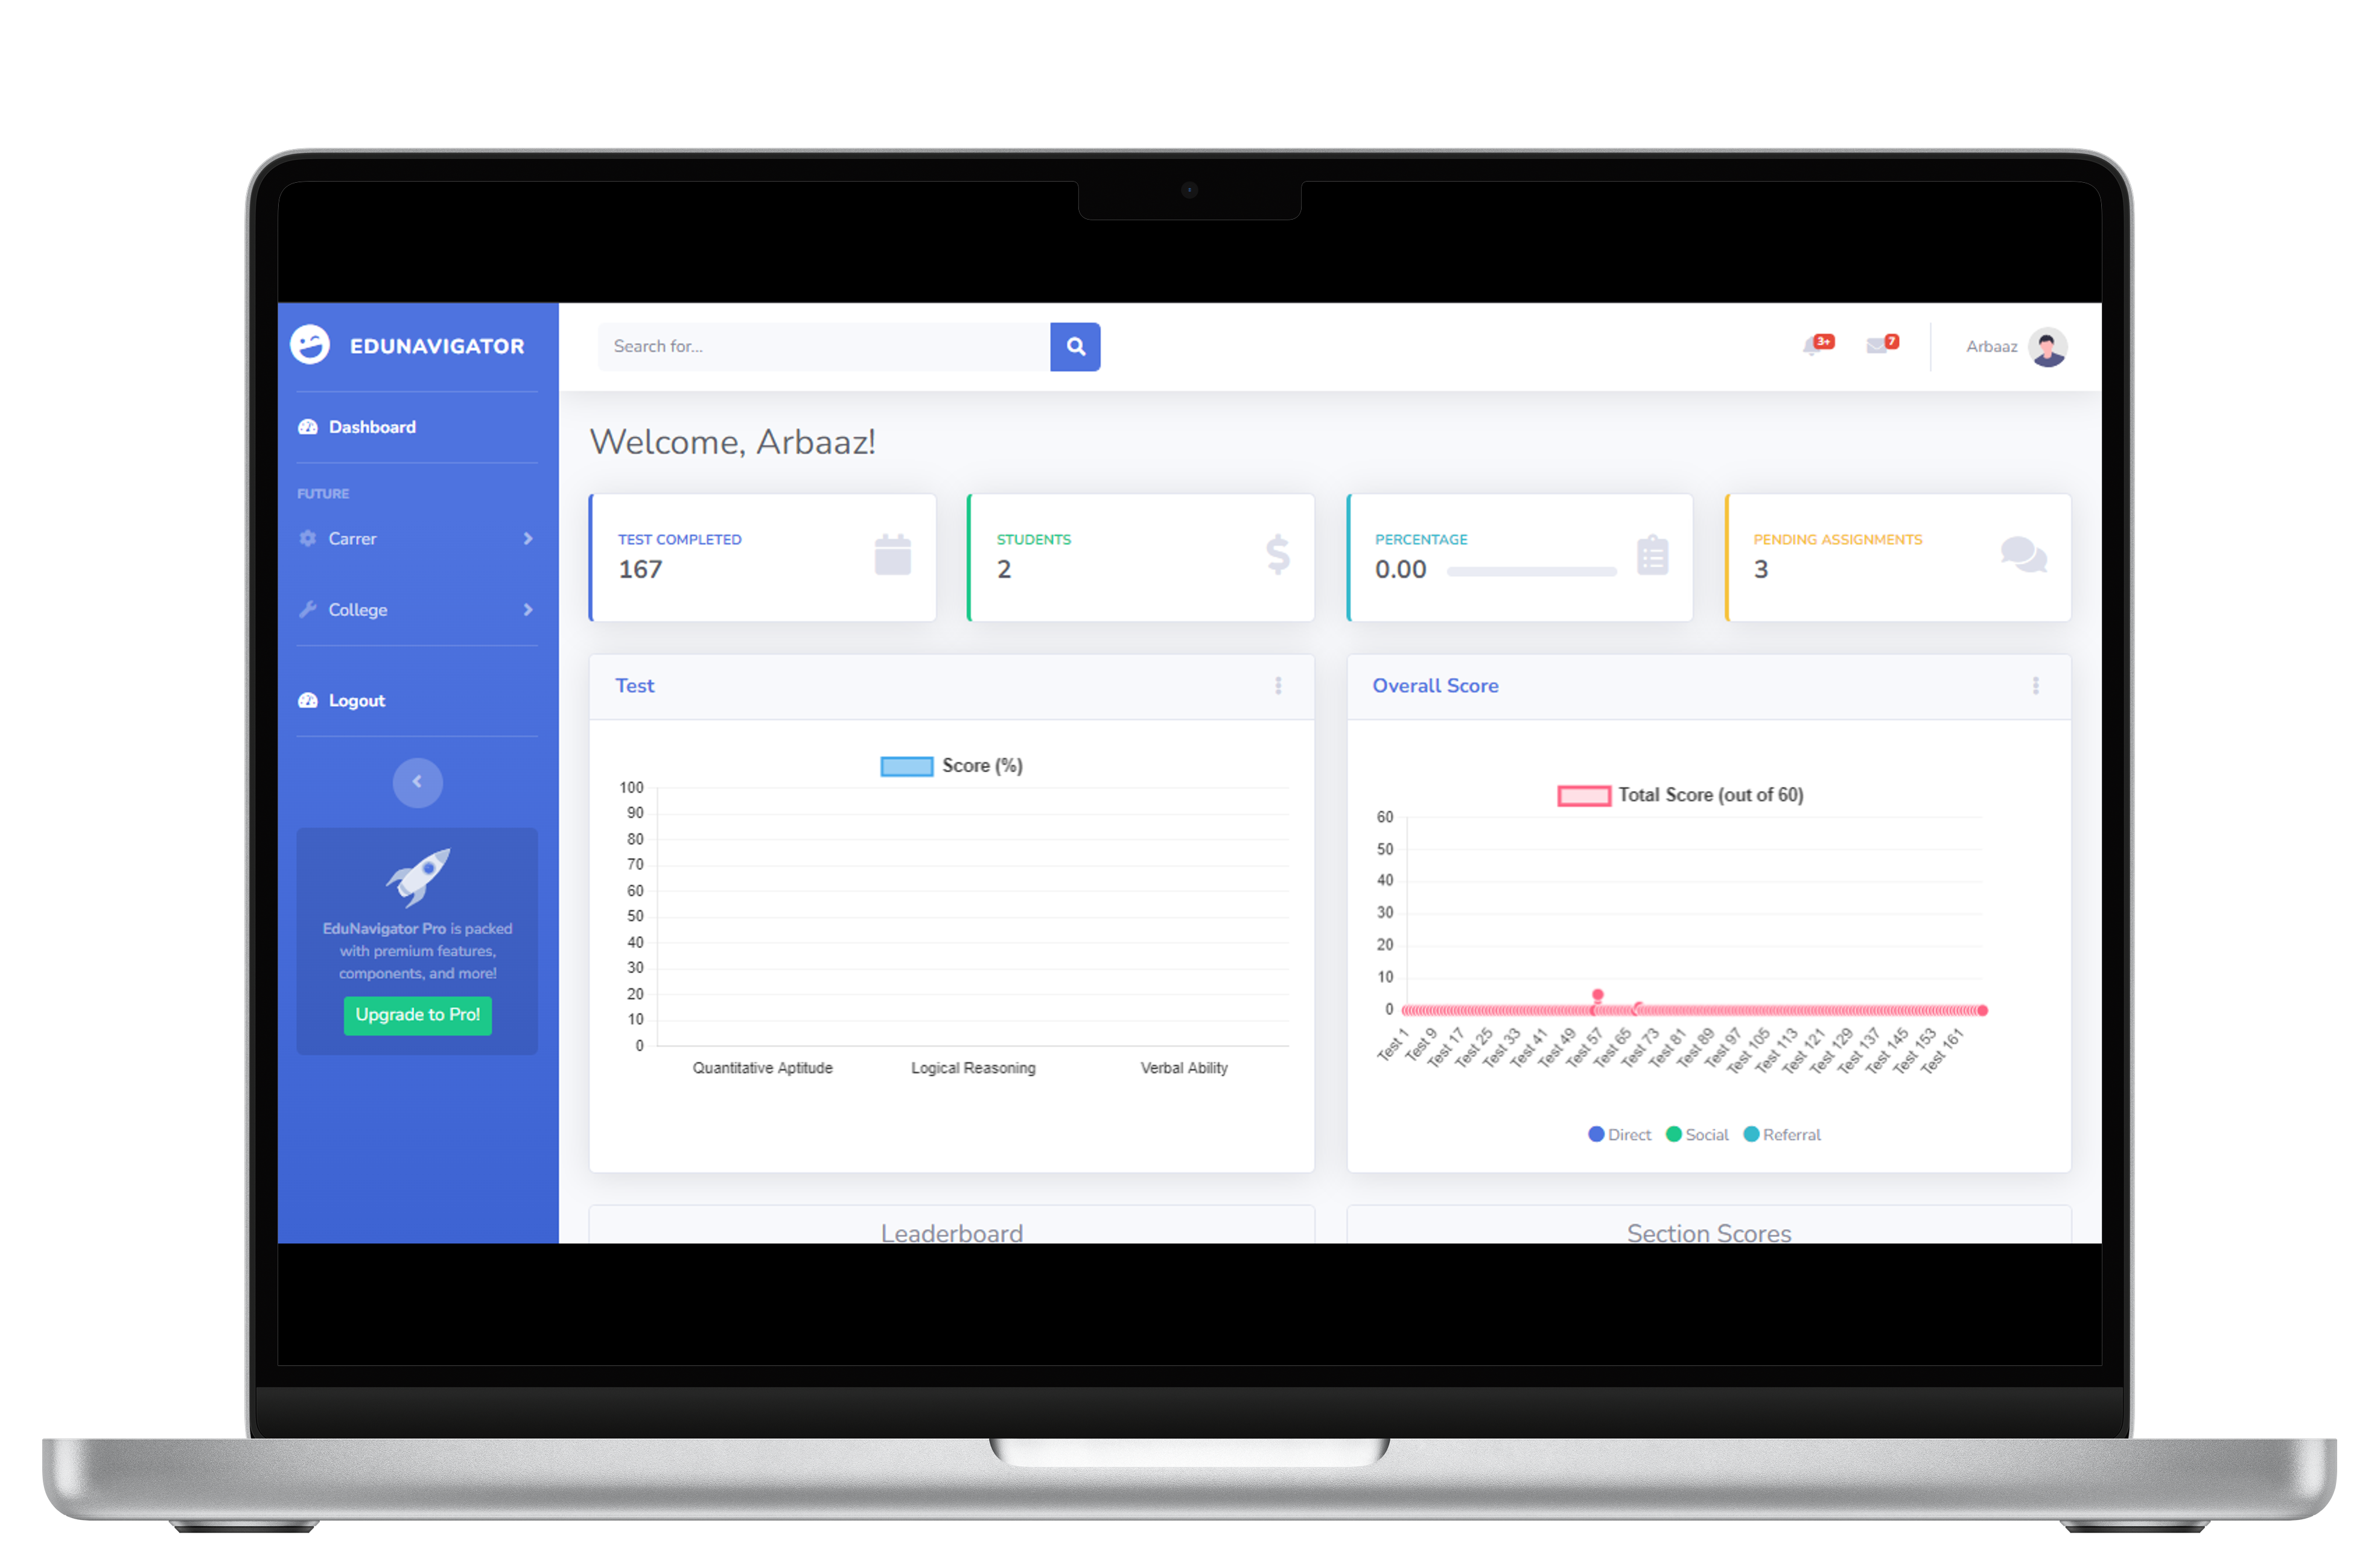 EDUNAVIGATOR
Search for...
3+
7
Arbaaz
Dashboard
FUTURE
Carrer
College
Logout
EduNavigator Pro is packed
with premium features,
components, and more!
Upgrade to Pro!
Welcome, Arbaaz!
TEST COMPLETED
167
STUDENTS
2
PERCENTAGE
0.00
PENDING ASSIGNMENTS
3
Test
Score (%)
100
90
80
70
60
50
40
30
20
10
0
Quantitative Aptitude
Logical Reasoning
Verbal Ability
Overall Score
Total Score (out of 60)
60
50
40
30
20
10
0
Test 1
Test 9
Test 17
Test 25
Test 33
Test 41
Test 49
Test 57
Test 65
Test 73
Test 81
Test 89
Test 97
Test 105
Test 113
Test 121
Test 129
Test 137
Test 145
Test 153
Test 161
Direct
Social
Referral
Leaderboard
Section Scores